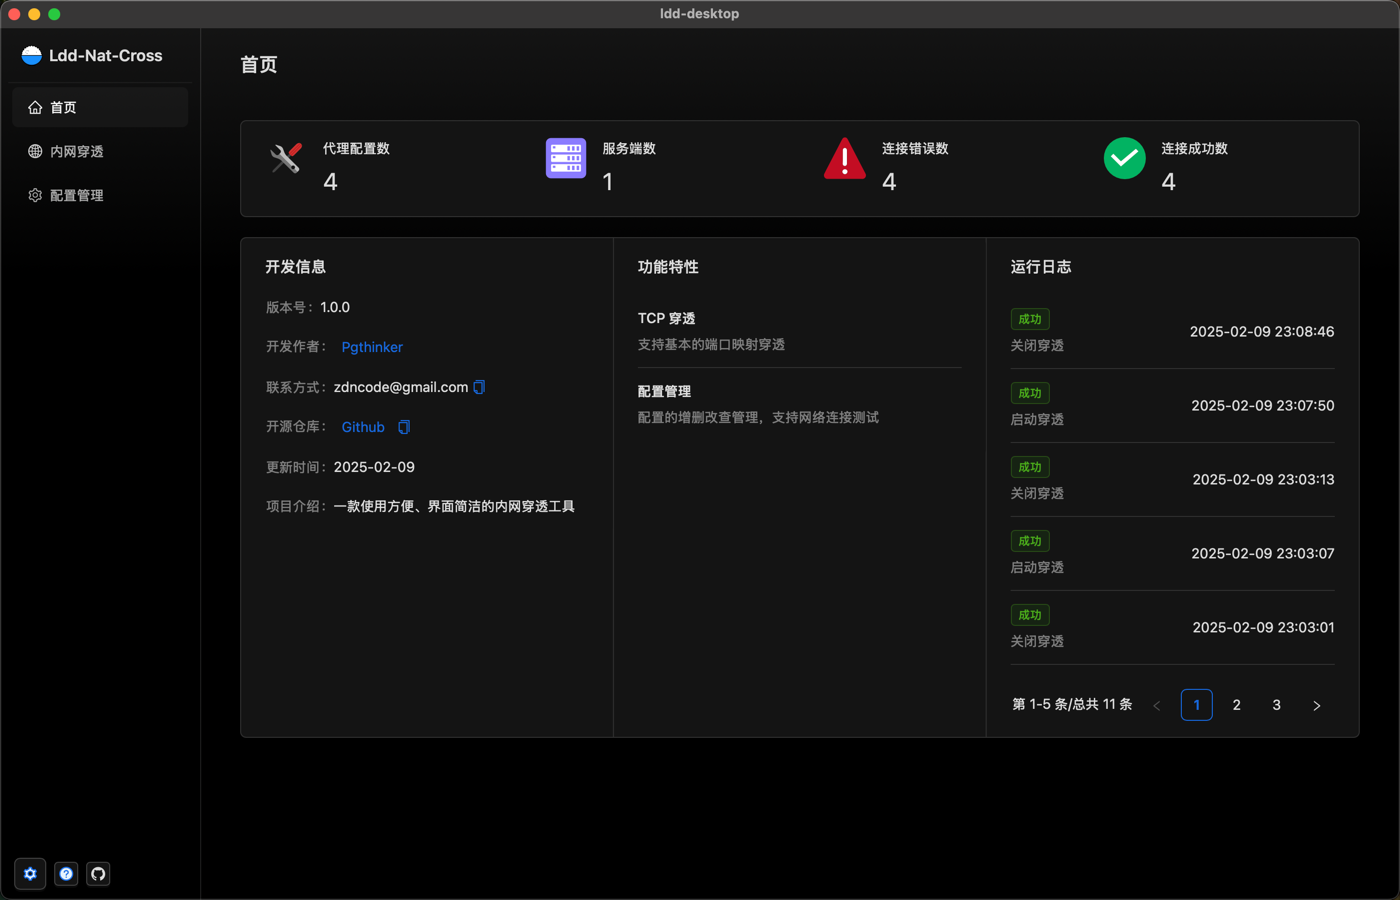 ldd-desktop
Ldd-Nat-Cross
首页
内网穿透
配置管理
首页
代理配置数
4
服务端数
1
连接错误数
4
连接成功数
4
开发信息
版本号：1.0.0
开发作者： Pgthinker
联系方式：zdncode@gmail.com
开源仓库： Github
更新时间：2025-02-09
项目介绍：一款使用方便、界面简洁的内网穿透工具
功能特性
TCP 穿透
支持基本的端口映射穿透
配置管理
配置的增删改查管理，支持网络连接测试
运行日志
成功
关闭穿透
2025-02-09 23:08:46
成功
启动穿透
2025-02-09 23:07:50
成功
关闭穿透
2025-02-09 23:03:13
成功
启动穿透
2025-02-09 23:03:07
成功
关闭穿透
2025-02-09 23:03:01
第 1-5 条/总共 11 条 < 1 2 3 >